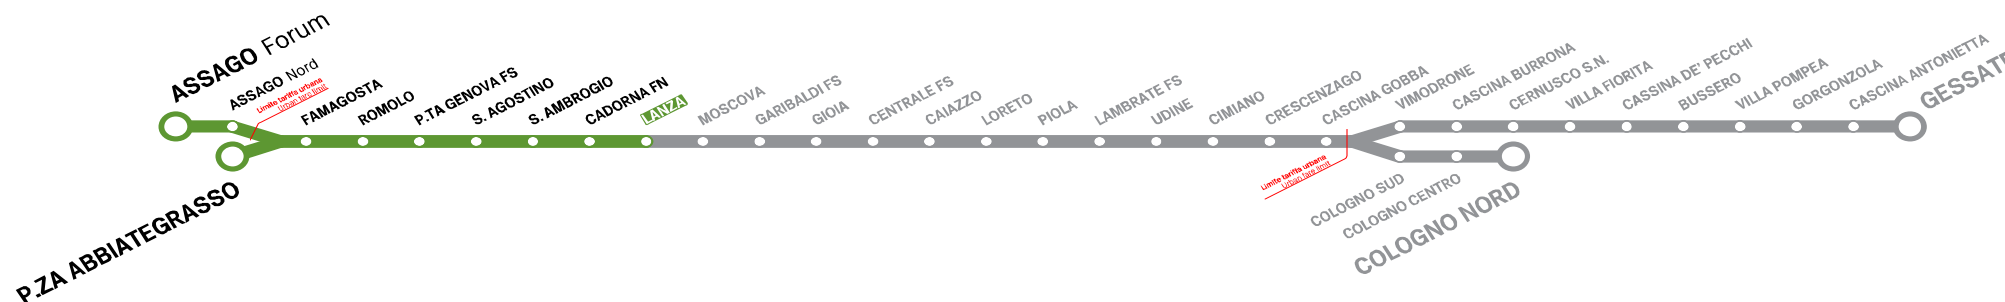 ASSAGO Forum
ASSAGO Nord
Limite tariffa urbana
Urban fare limit
FAMAGOSTA
ROMOLO
P.TA GENOVA FS
S. AGOSTINO
S. AMBROGIO
CADORNA FN
LANZA
MOSCOVA
GARIBALDI FS
GIOIA
CENTRALE FS
CAIAZZO
LORETO
PIOLA
LAMBRATE FS
UDINE
CIMIANO
CRESCENZAGO
CASCINA GOBBA
VIMODRONE
CASCINA BURRONA
CERNUSCO S.N.
VILLA FIORITA
CASSINA DE' PECCHI
BUSSERO
VILLA POMPEA
GORGONZOLA
CASCINA ANTONIETTA
GESSATE
P.ZA ABBIATEGRASSO
Limite tariffa urbana
Urban fare limit
COLOGNO SUD
COLOGNO CENTRO
COLOGNO NORD